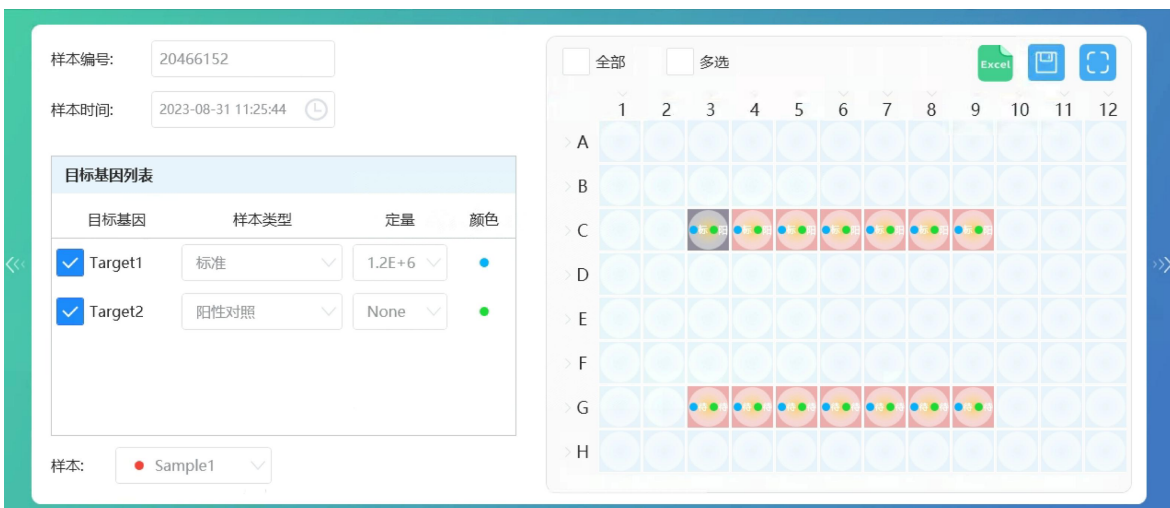 样本编号: 20466152
样本时间: 2023-08-31 11:25:44
目标基因列表
目标基因 样本类型 定量 颜色
Target1 标准 1.2E+6
Target2 阳性对照 None
样本: Sample1
全部 多选 Excel
1 2 3 4 5 6 7 8 9 10 11 12
A
B
C
D
E
F
G
H